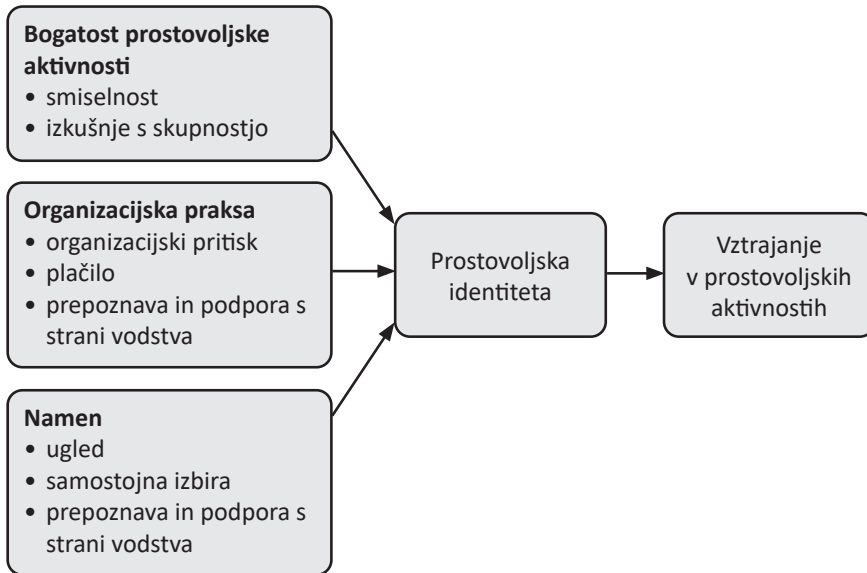 Bogatost prostovoljske
aktivnosti
• smiselnost
• izkušnje s skupnostjo
Organizacijska praksa
• organizacijski pritisk
• plačilo
• prepoznava in podpora s
strani vodstva
Namen
• ugled
• samostojna izbira
• prepoznava in podpora s
strani vodstva
Prostovoljska
identiteta
Vztrajanje
v prostovoljskih
aktivnostih